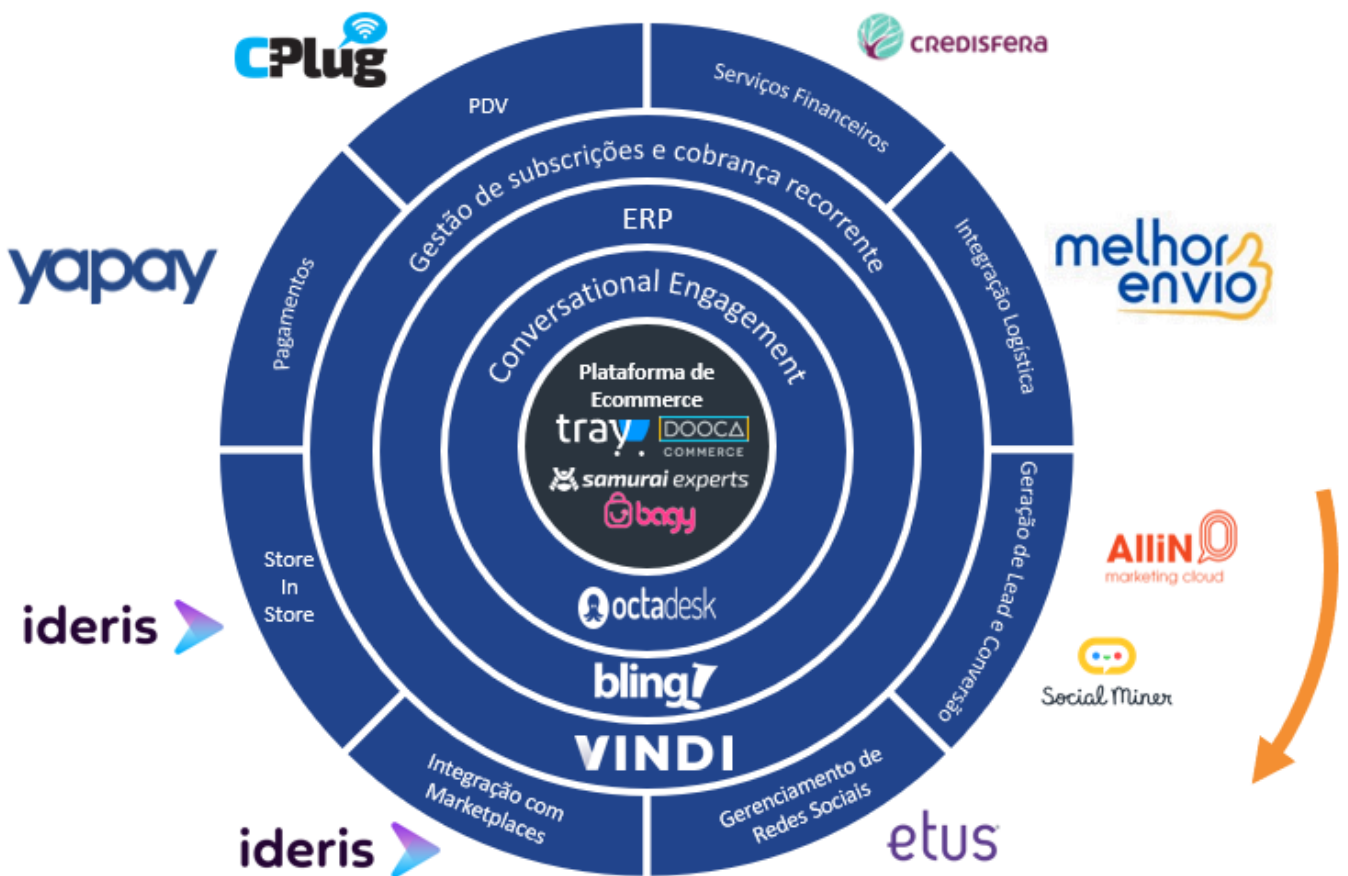 CPlug
CREDISFERA
PDV
Serviços Financeiros
Gestão de subscrições e cobrança recorrente
ERP
yapay
Pagamentos
Integração Logística
melhor
envio
Conversational Engagement
Plataforma de
Ecommerce
tray
DOOCA
COMMERCE
samurai experts
bagy
Store
In
Store
ideris
octadesk
Geração de Lead e Conversão
AlliN
marketing cloud
Social Miner
bling
VINDI
Integração com
Marketplaces
Gerenciamento de
Redes Sociais
ideris
etus